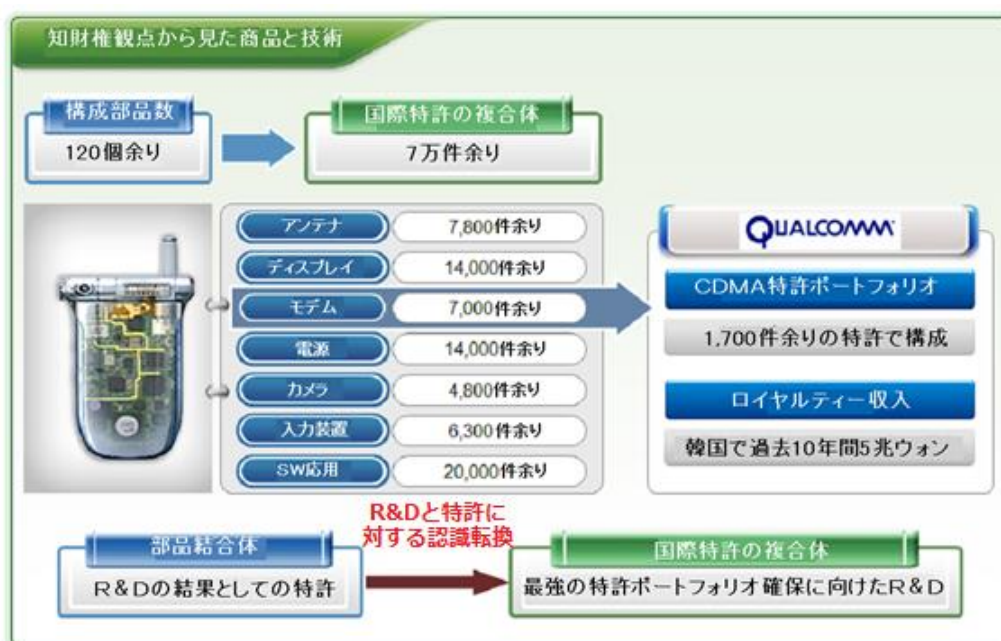 知財権観点から見た商品と技術
構成部品数
120個余り
国際特許の複合体
7万件余り
アンテナ
7,800件余り
ディスプレイ
14,000件余り
モデム
7,000件余り
電源
14,000件余り
カメラ
4,800件余り
入力装置
6,300件余り
SW応用
20,000件余り
QUALCOMM
CDMA特許ポートフォリオ
1,700件余りの特許で構成
ロイヤルティー収入
韓国で過去10年間5兆ウォン
R&Dと特許に
対する認識転換
部品結合体
R&Dの結果としての特許
国際特許の複合体
最強の特許ポートフォリオ確保に向けたR&D